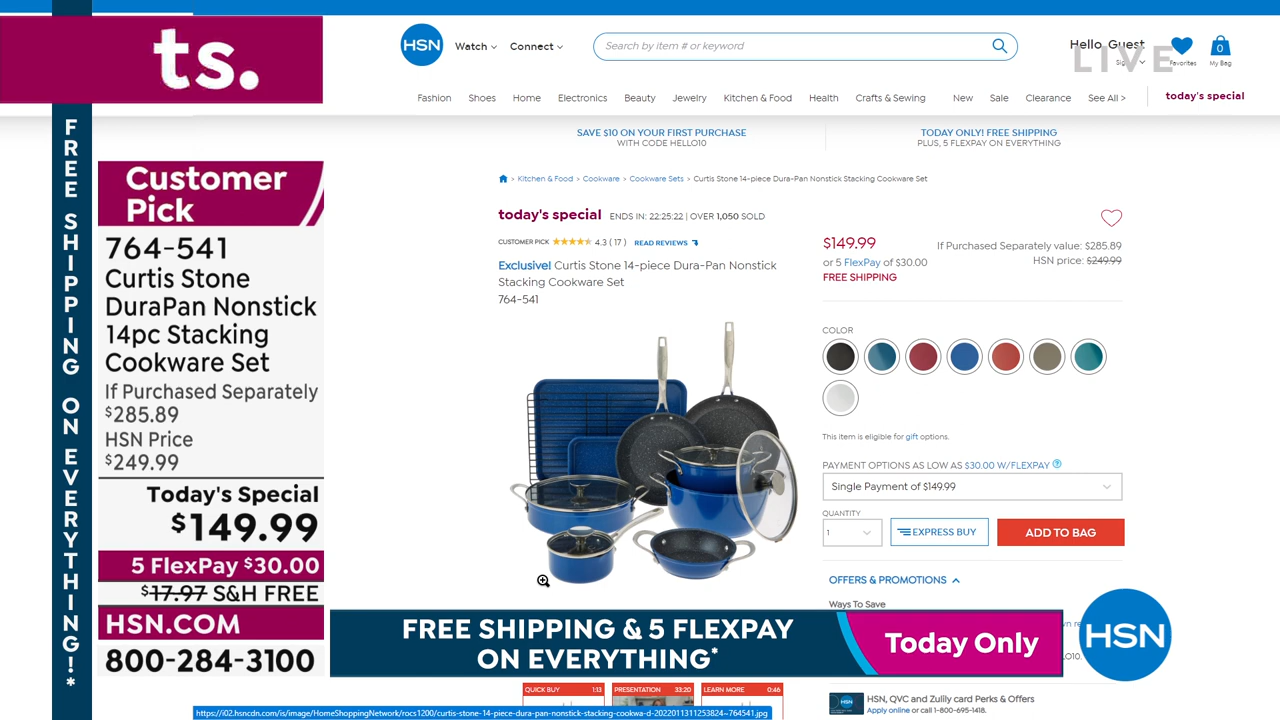 ts.
FREE SHIPPING ON EVERYTHING!*
Customer
Pick
764-541
Curtis Stone
DuraPan Nonstick
14pc Stacking
Cookware Set
If Purchased Separately
$285.89
HSN Price
$249.99
Today's Special
$149.99
5 FlexPay $30.00
$17.97 S&H FREE
HSN.COM
800-284-3100
HSN
Watch
Connect
Search by item # or keyword
Hello, Guest
LIVE
Favorites
0
My Bag
Fashion Shoes Home Electronics Beauty Jewelry Kitchen & Food Health Crafts & Sewing New Sale Clearance See All > today's special
SAVE $10 ON YOUR FIRST PURCHASE
WITH CODE HELLO10
TODAY ONLY! FREE SHIPPING
PLUS, 5 FLEXPAY ON EVERYTHING
> Kitchen & Food > Cookware > Cookware Sets > Curtis Stone 14-piece Dura-Pan Nonstick Stacking Cookware Set
today's special ENDS IN: 22:25:22 | OVER 1,050 SOLD
CUSTOMER PICK 4.3 ( 17 ) READ REVIEWS
Exclusive! Curtis Stone 14-piece Dura-Pan Nonstick
Stacking Cookware Set
764-541
$149.99
or 5 FlexPay of $30.00
FREE SHIPPING
If Purchased Separately value: $285.89
HSN price: $249.99
COLOR
This item is eligible for gift options.
PAYMENT OPTIONS AS LOW AS $30.00 W/FLEXPAY
Single Payment of $149.99
QUANTITY
1
EXPRESS BUY
ADD TO BAG
OFFERS & PROMOTIONS
Ways To Save
FREE SHIPPING & 5 FLEXPAY
ON EVERYTHING*
Today Only
HSN
QUICK BUY 1:13
PRESENTATION 33:20
LEARN MORE 0:46
HSN, QVC and Zulily card Perks & Offers
Apply online or call 1-800-695-1418.
https://i02.hsncdn.com/is/image/HomeShoppingNetwork/rocs1200/curtis-stone-14-piece-dura-pan-nonstick-stacking-cookwa-d-2022011311253824~764541.jpg